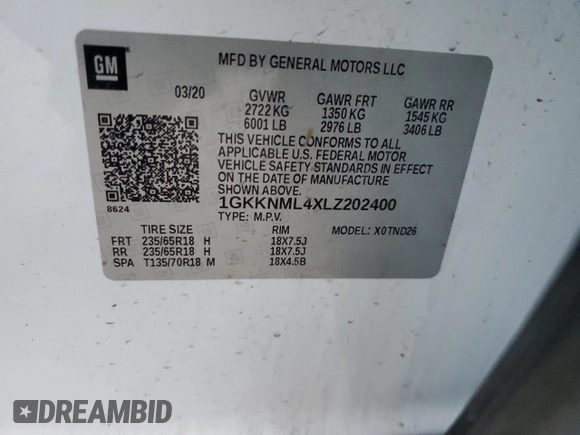 GM
MFD BY GENERAL MOTORS LLC
03/20 GVWR GAWR FRT GAWR RR
2722 KG 1350 KG 1545 KG
6001 LB 2976 LB 3406 LB
THIS VEHICLE CONFORMS TO ALL
APPLICABLE U.S. FEDERAL MOTOR
VEHICLE SAFETY STANDARDS IN EFFECT
ON THE DATE OF MANUFACTURE
SHOWN ABOVE.
8624
1GKKNML4XLZ202400
TYPE: M.P.V. MODEL: X0TND26
TIRE SIZE RIM
FRT 235/65R18 H 18X7.5J
RR 235/65R18 H 18X7.5J
SPA T135/70R18 M 18X4.5B
DREAMBID